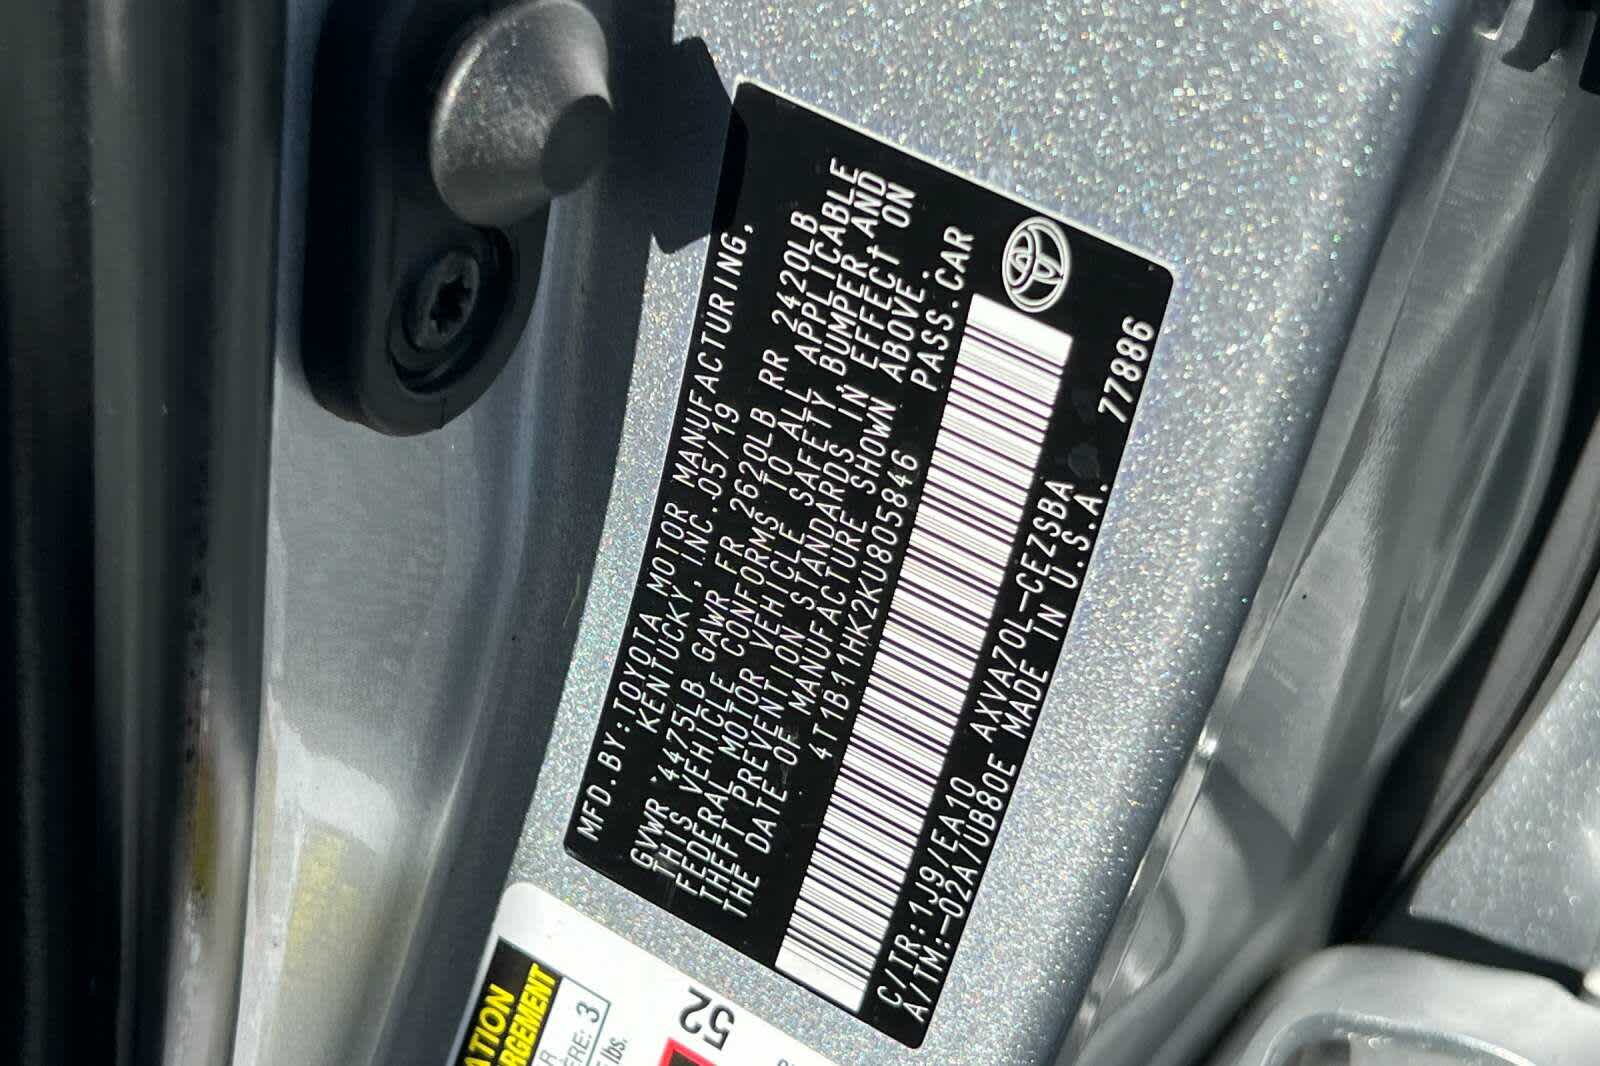 MFD.BY:TOYOTA MOTOR MANUFACTURING,
KENTUCKY, INC.05/19
GVWR 4475LB GAWR FR 2620LB RR 2420LB
THIS VEHICLE CONFORMS TO ALL APPLICABLE
FEDERAL MOTOR VEHICLE SAFETY,BUMPER,AND
THEFT PREVENTION STANDARDS IN EFFECT ON
THE DATE OF MANUFACTURE SHOWN ABOVE.
4T1B11HK2KU805846 PASS.CAR
C/TR:1J9/EA10 AXVA70L-CEZSBA 77886
A/TM:-02A/UB80E MADE IN U.S.A.
3
lbs.
52